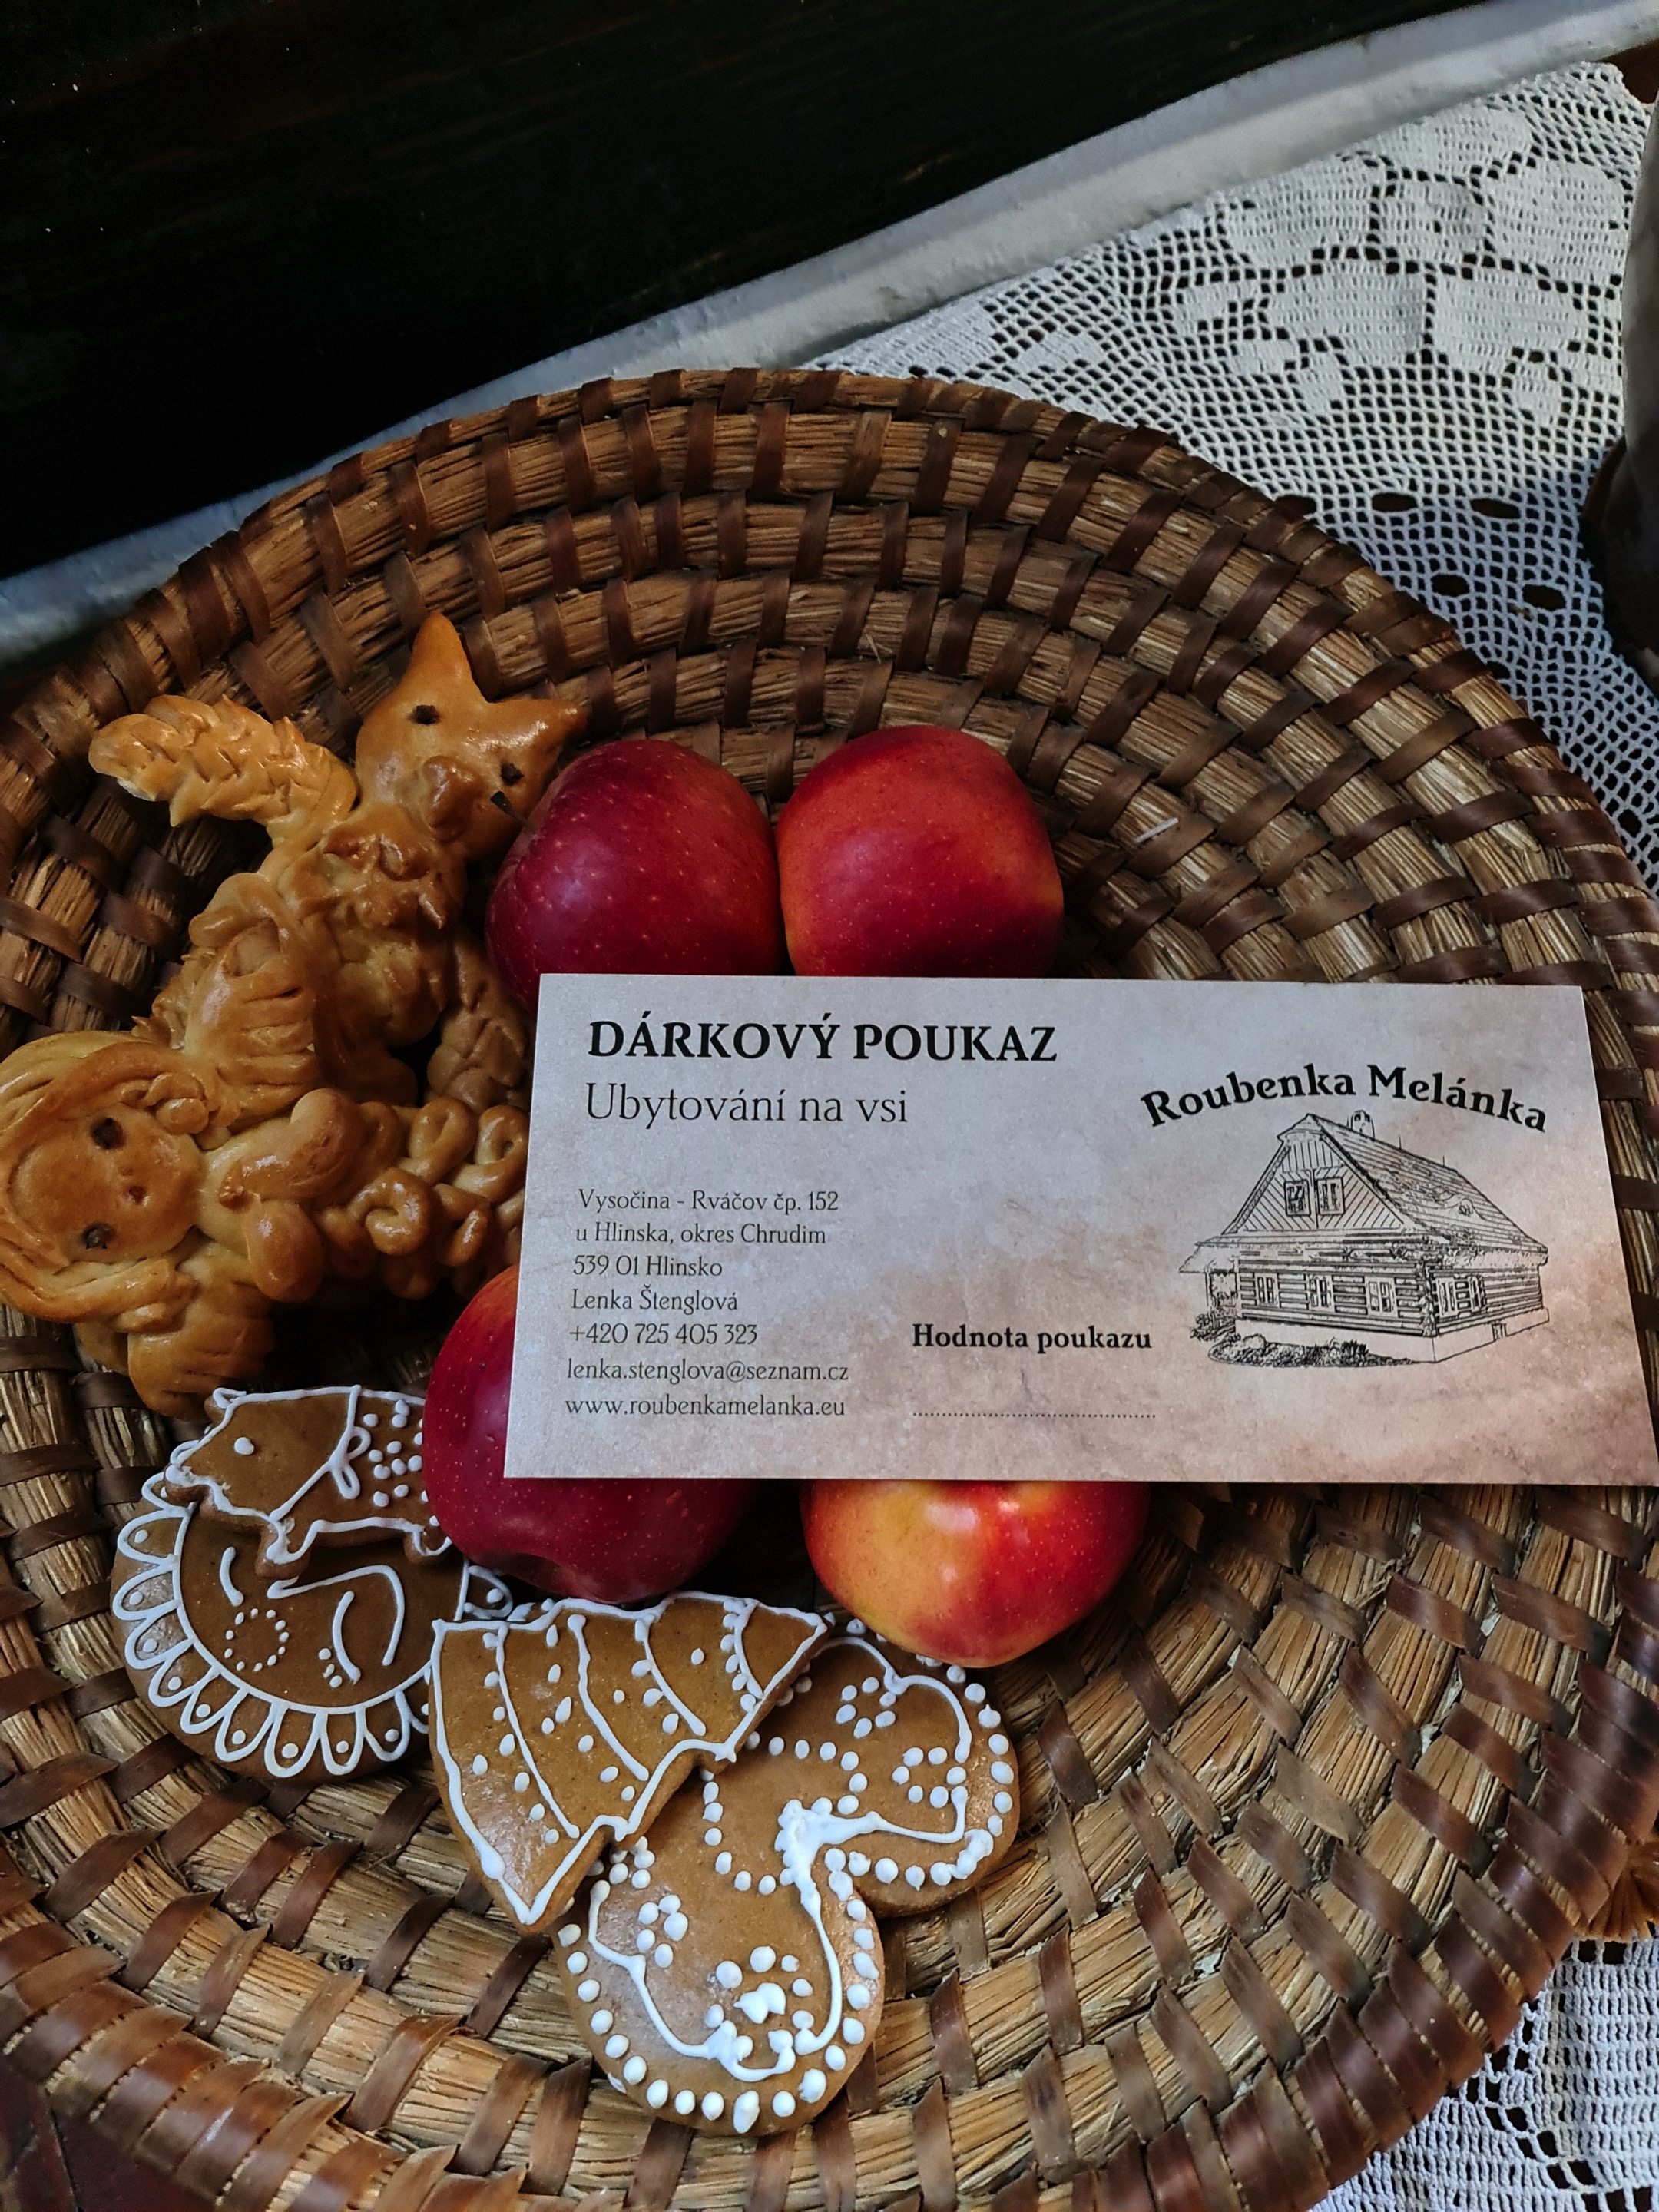 DÁRKOVÝ POUKAZ
Ubytování na vsi
Roubenka Melánka
Vysočina - Rváčov čp. 152
u Hlinska, okres Chrudim
539 01 Hlinsko
Lenka Štenglová
+420 725 405 323
lenka.stenglova@seznam.cz
www.roubenkamelanka.eu
Hodnota poukazu